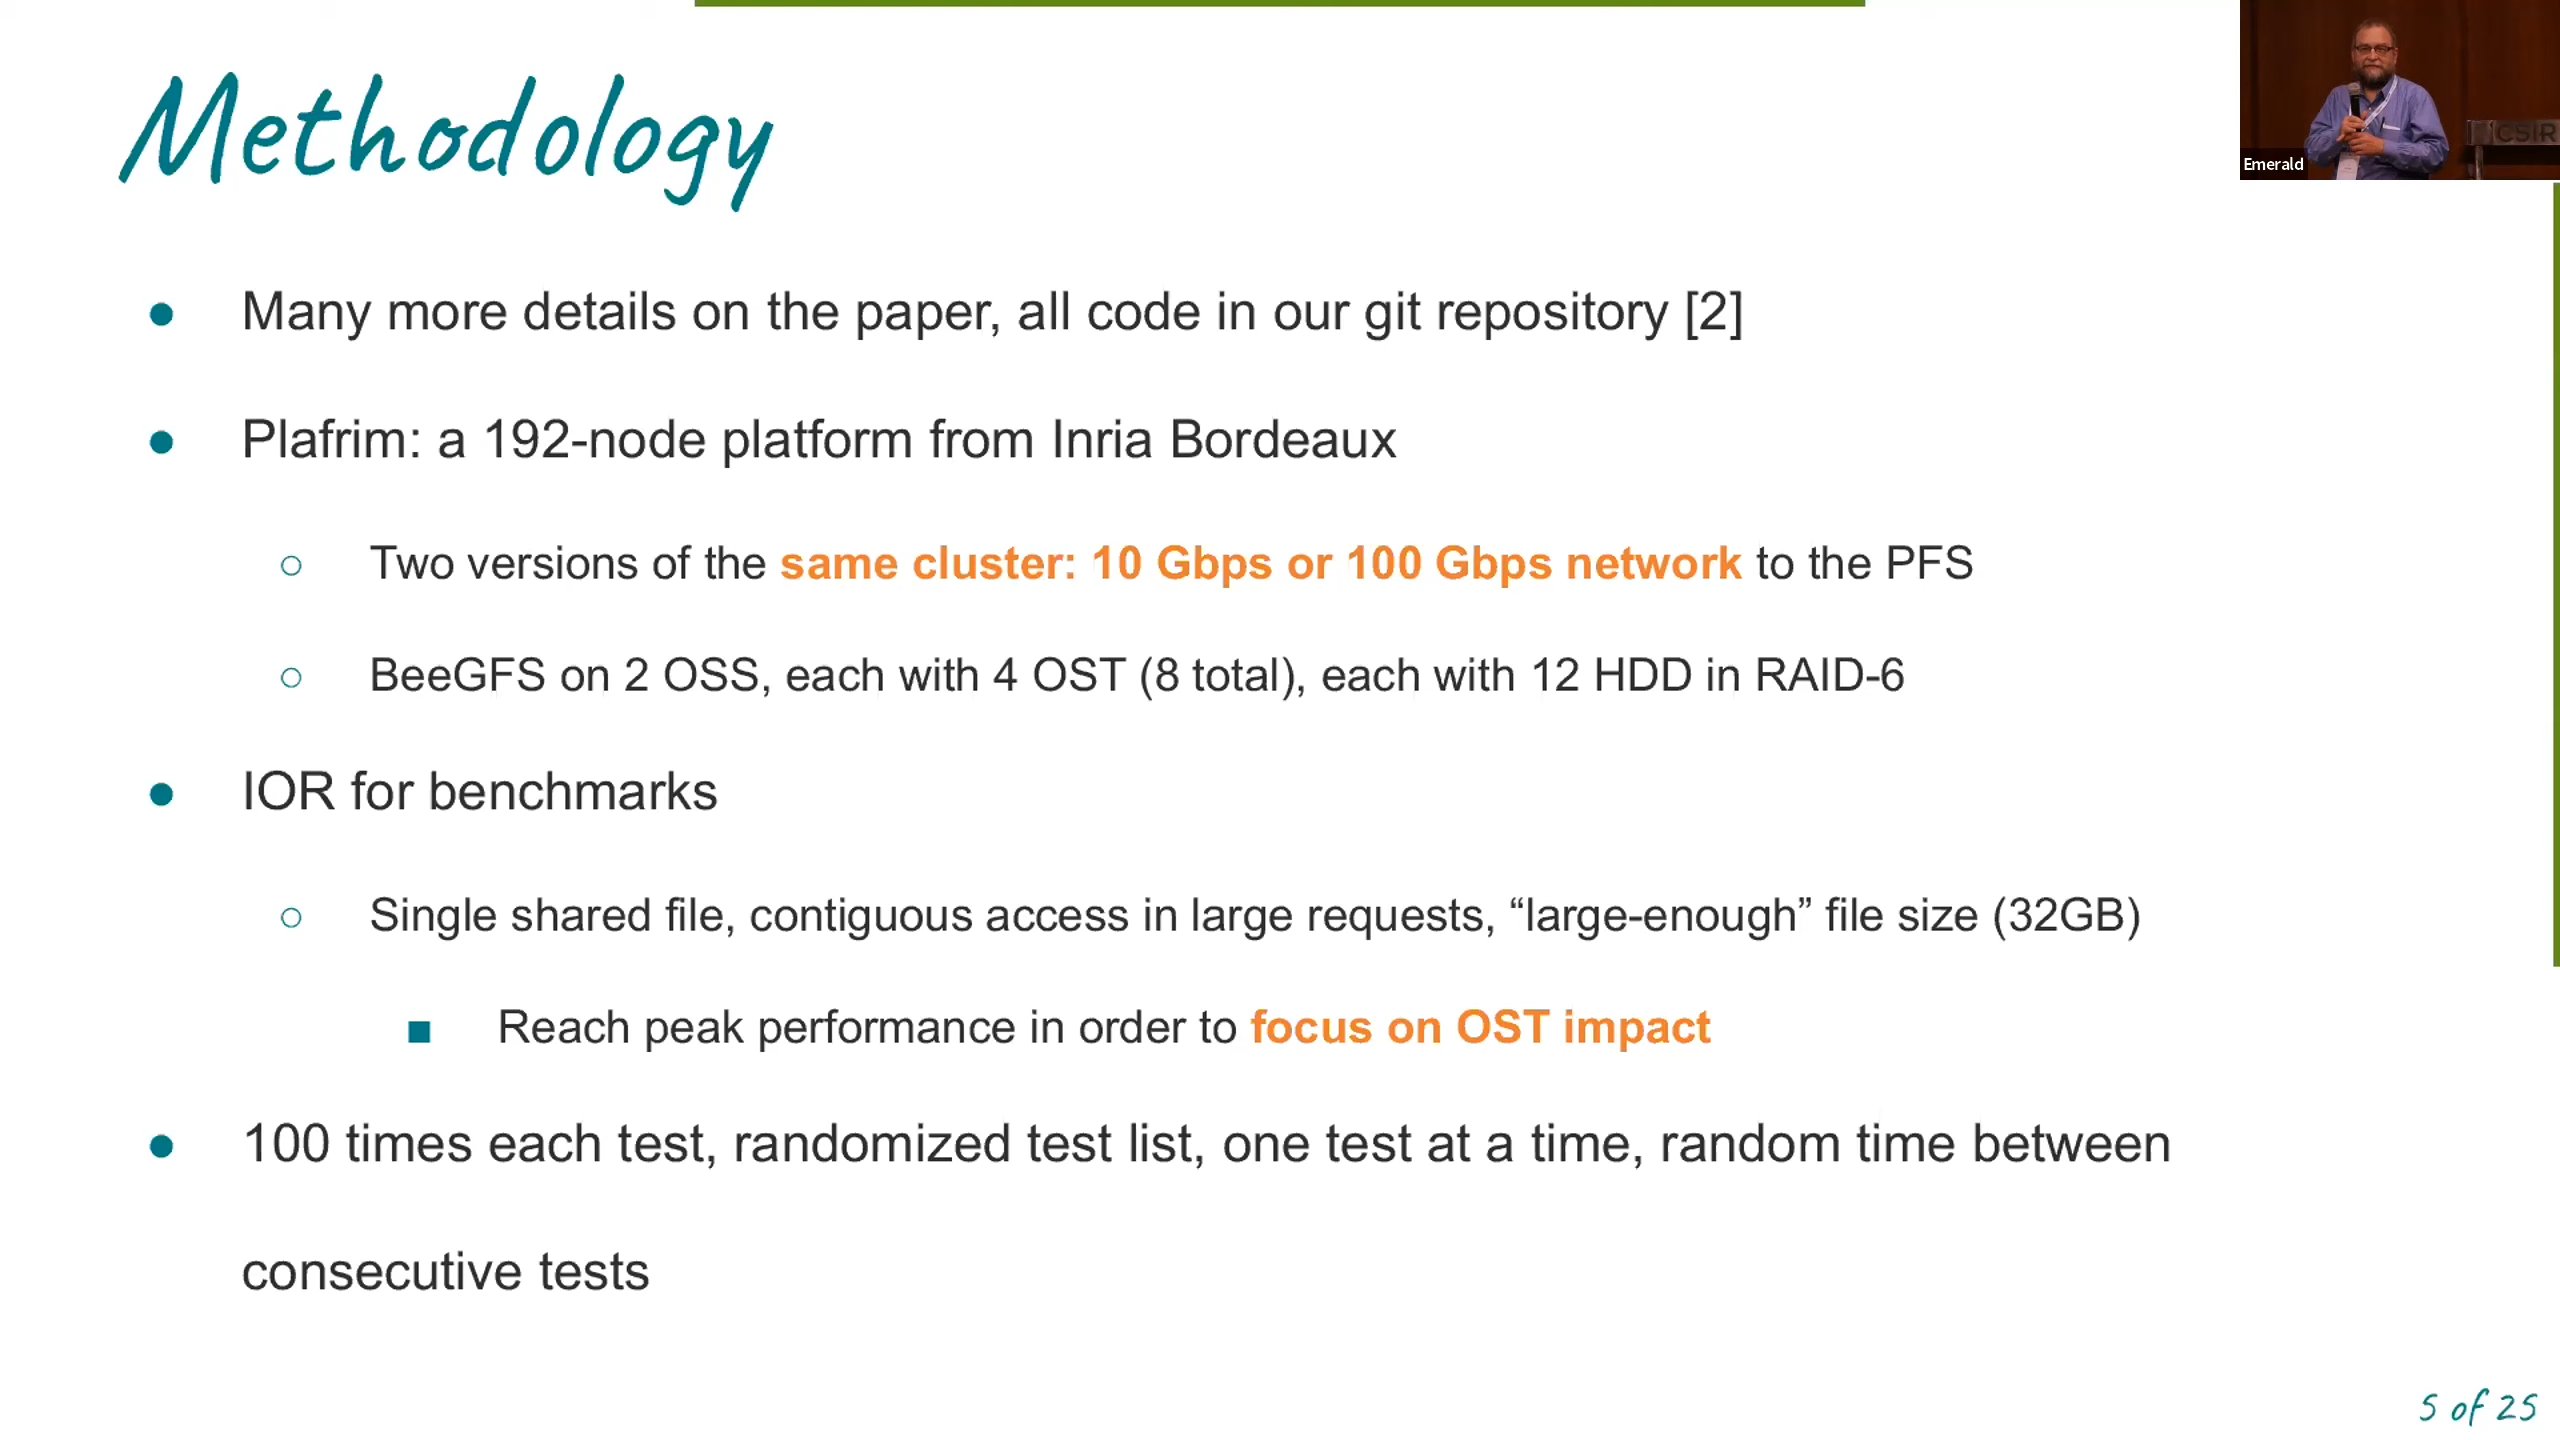 Methodology
CSIR
Emerald
● Many more details on the paper, all code in our git repository [2]
● Plafrim: a 192-node platform from Inria Bordeaux
○ Two versions of the same cluster: 10 Gbps or 100 Gbps network to the PFS
○ BeeGFS on 2 OSS, each with 4 OST (8 total), each with 12 HDD in RAID-6
● IOR for benchmarks
○ Single shared file, contiguous access in large requests, “large-enough” file size (32GB)
■ Reach peak performance in order to focus on OST impact
● 100 times each test, randomized test list, one test at a time, random time between
consecutive tests
5 of 25